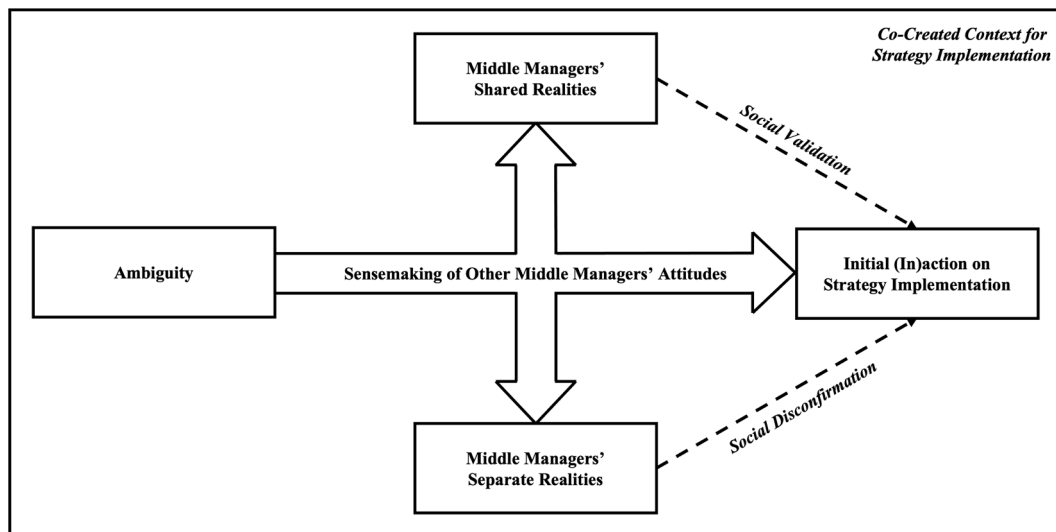 Co-Created Context for
Strategy Implementation
Middle Managers’
Shared Realities
Social Validation
Ambiguity
Sensemaking of Other Middle Managers’ Attitudes
Initial (In)action on
Strategy Implementation
Social Disconfirmation
Middle Managers’
Separate Realities